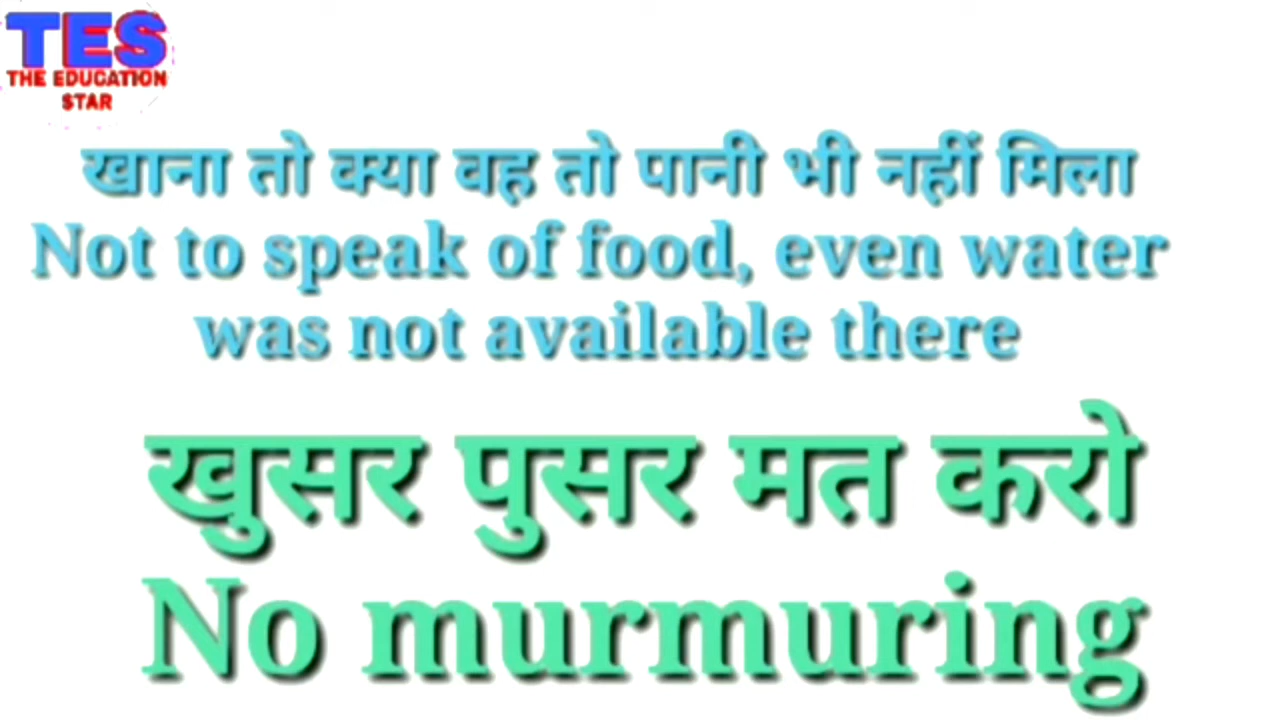 TES
THE EDUCATION
STAR
खाना तो क्या वह तो पानी भी नहीं मिला
Not to speak of food, even water
was not available there
खुसर पुसर मत करो
No murmuring